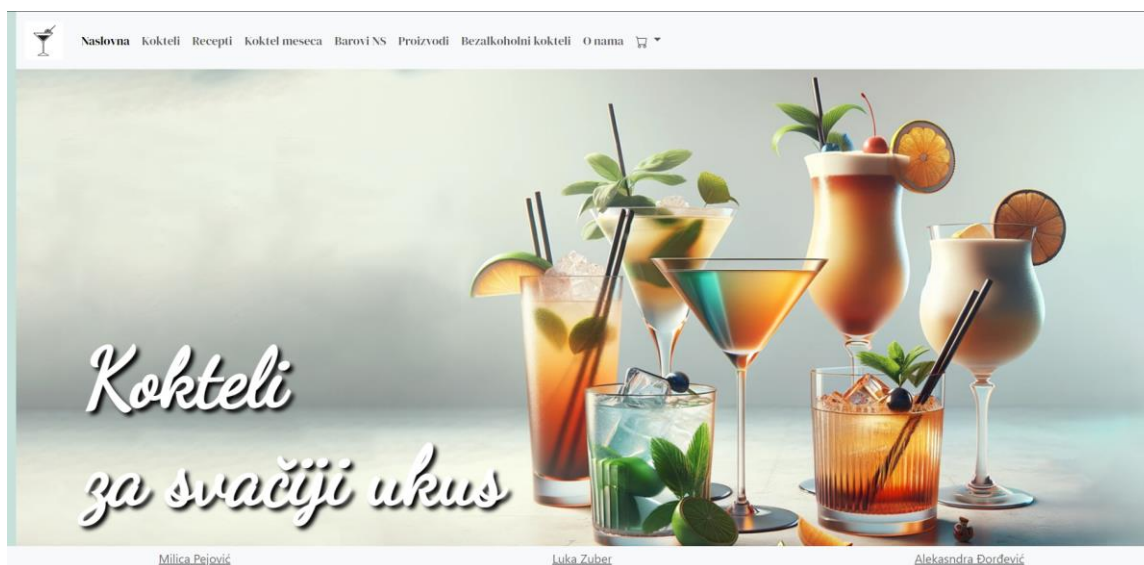 Naslovna Kokteli Recepti Koktel meseca Barovi NS Proizvodi Bezalkoholni kokteli O nama
Kokteli
za svačiji ukus
Milica Pejović Luka Zuber Alekasndra Đorđević